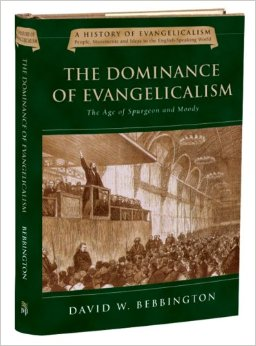 A HISTORY OF EVANGELICALISM
People, Movements and Ideas in the English-Speaking World
THE DOMINANCE
OF EVANGELICALISM
The Age of Spurgeon and Moody
DAVID W. BEBBINGTON
THE DOMINANCE OF EVANGELICALISM
BEBBINGTON